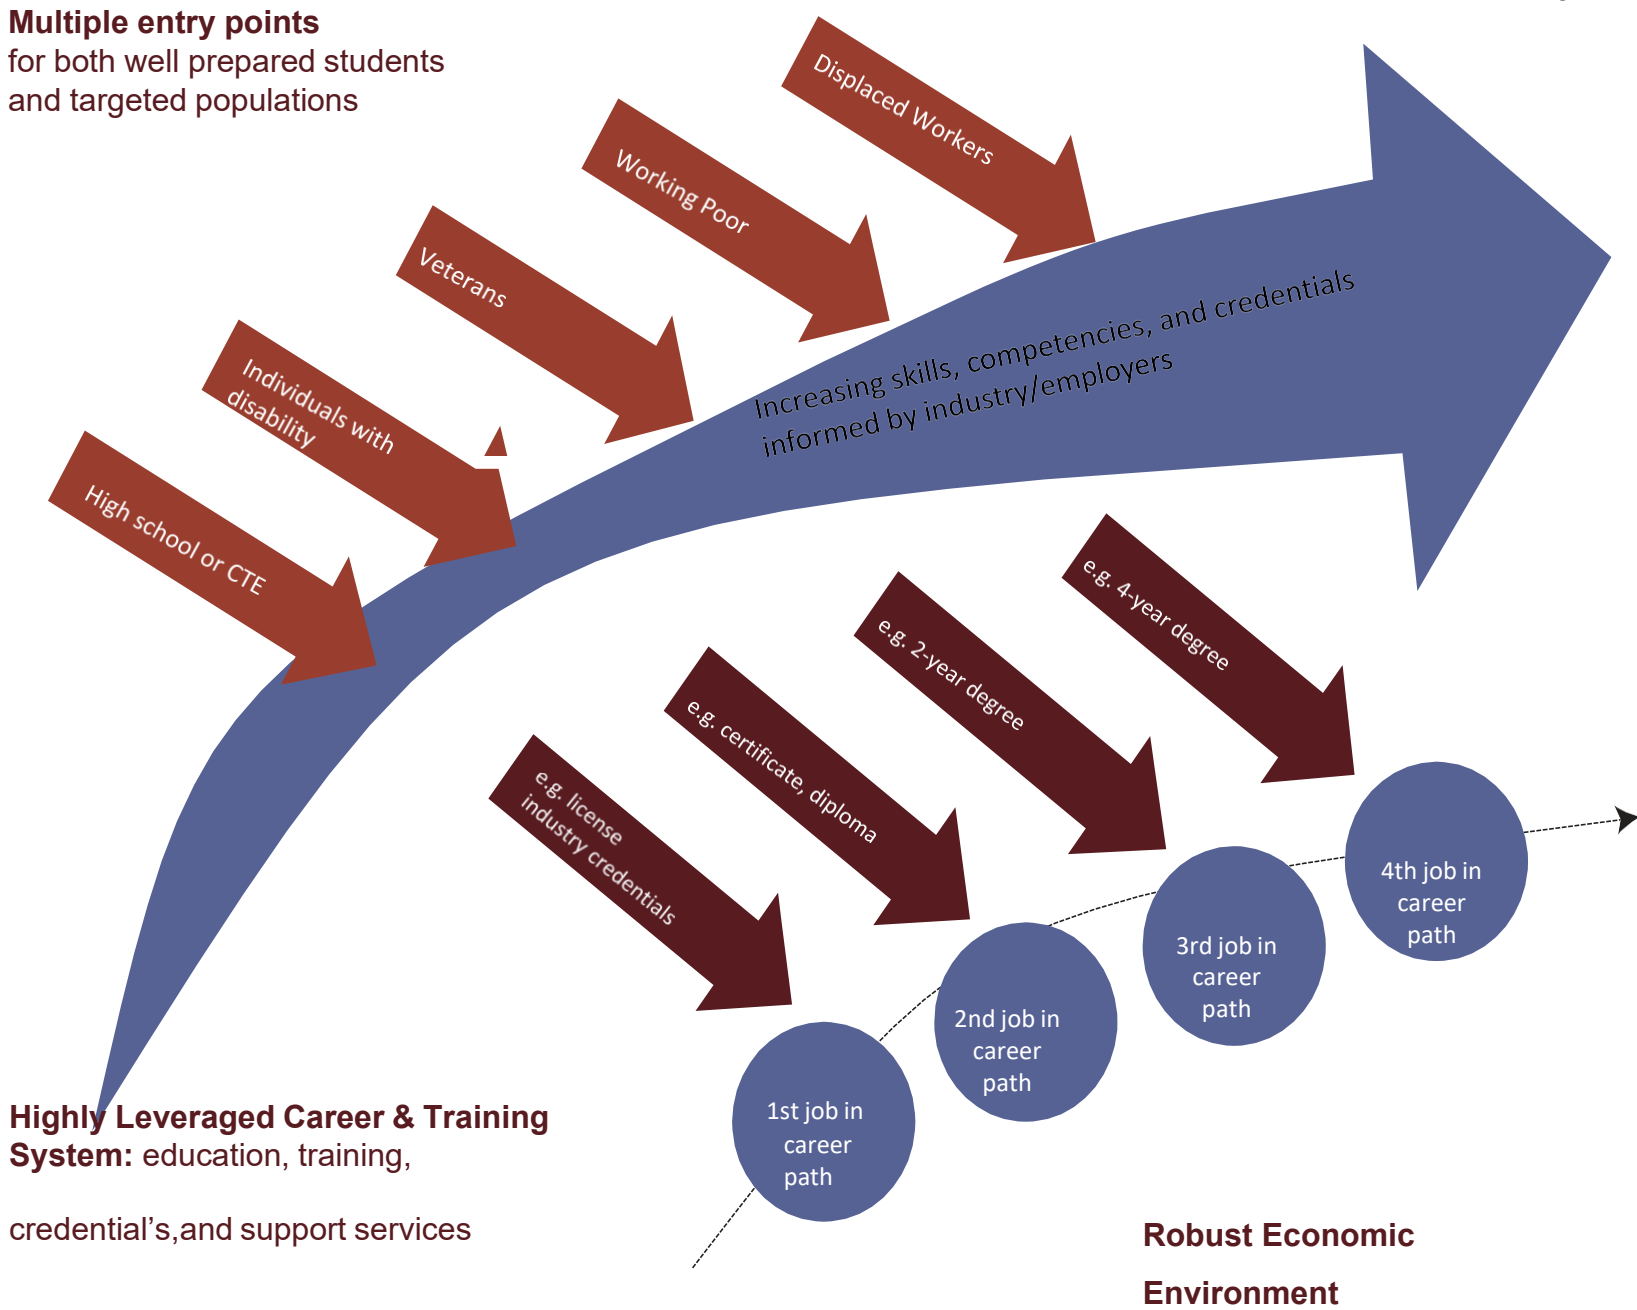 Multiple entry points
for both well prepared students
and targeted populations
Displaced Workers
Working Poor
Veterans
Individuals with
disability
High school or CTE
Increasing skills, competencies, and credentials
informed by industry/employers
e.g. 4-year degree
e.g. 2-year degree
e.g. certificate, diploma
e.g. license
industry credentials
4th job in
career
path
3rd job in
career
path
2nd job in
career
path
1st job in
career
path
Highly Leveraged Career & Training
System: education, training,
credential’s,and support services
Robust Economic
Environment